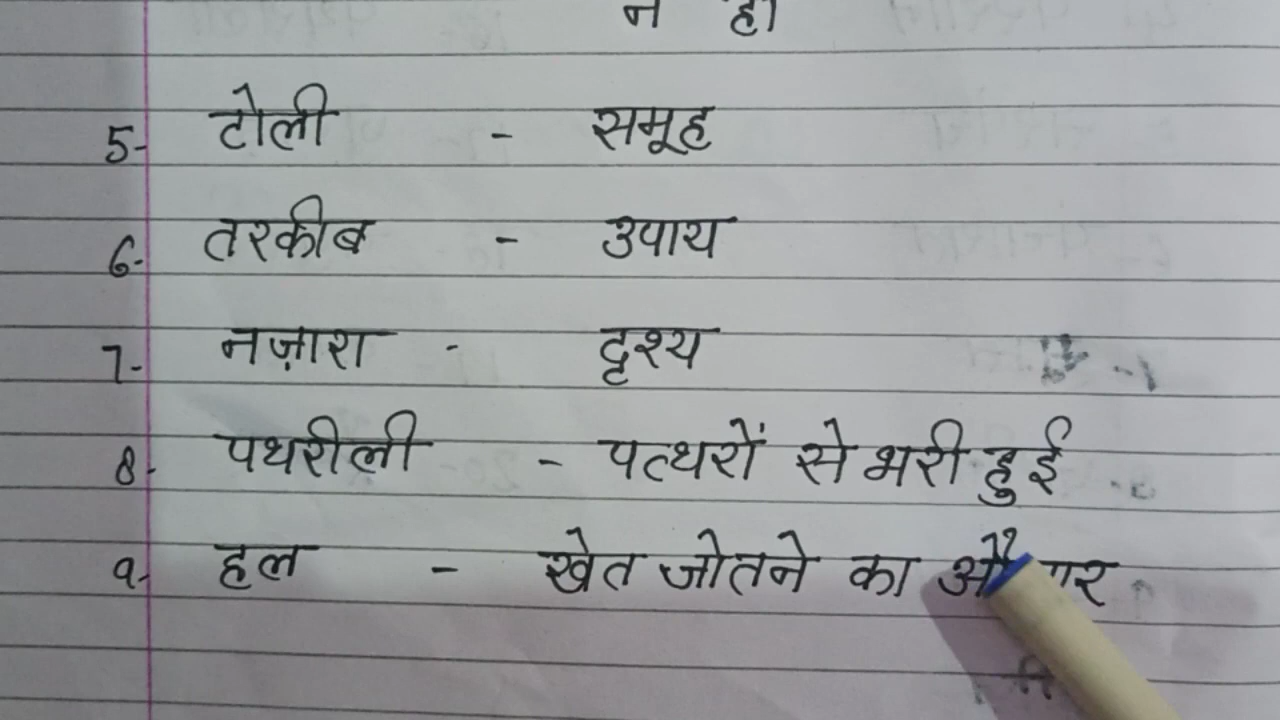 न हो
5- टोली - समूह
6- तरकीब - उपाय
7- नज़ारा - दृश्य
8- पथरीली - पत्थरों से भरी हुई
9- हल - खेत जोतने का